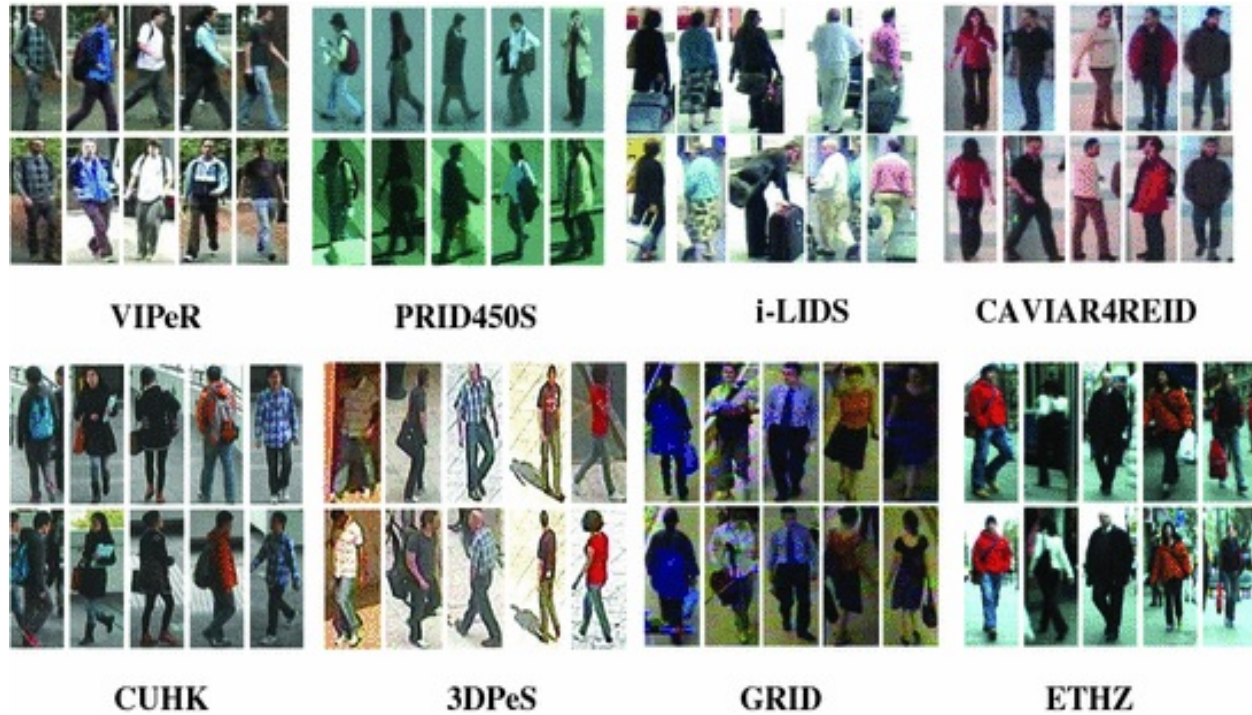 VIPeR
PRID450S
i-LIDS
CAVIAR4REID
CUHK
3DPeS
GRID
ETHZ